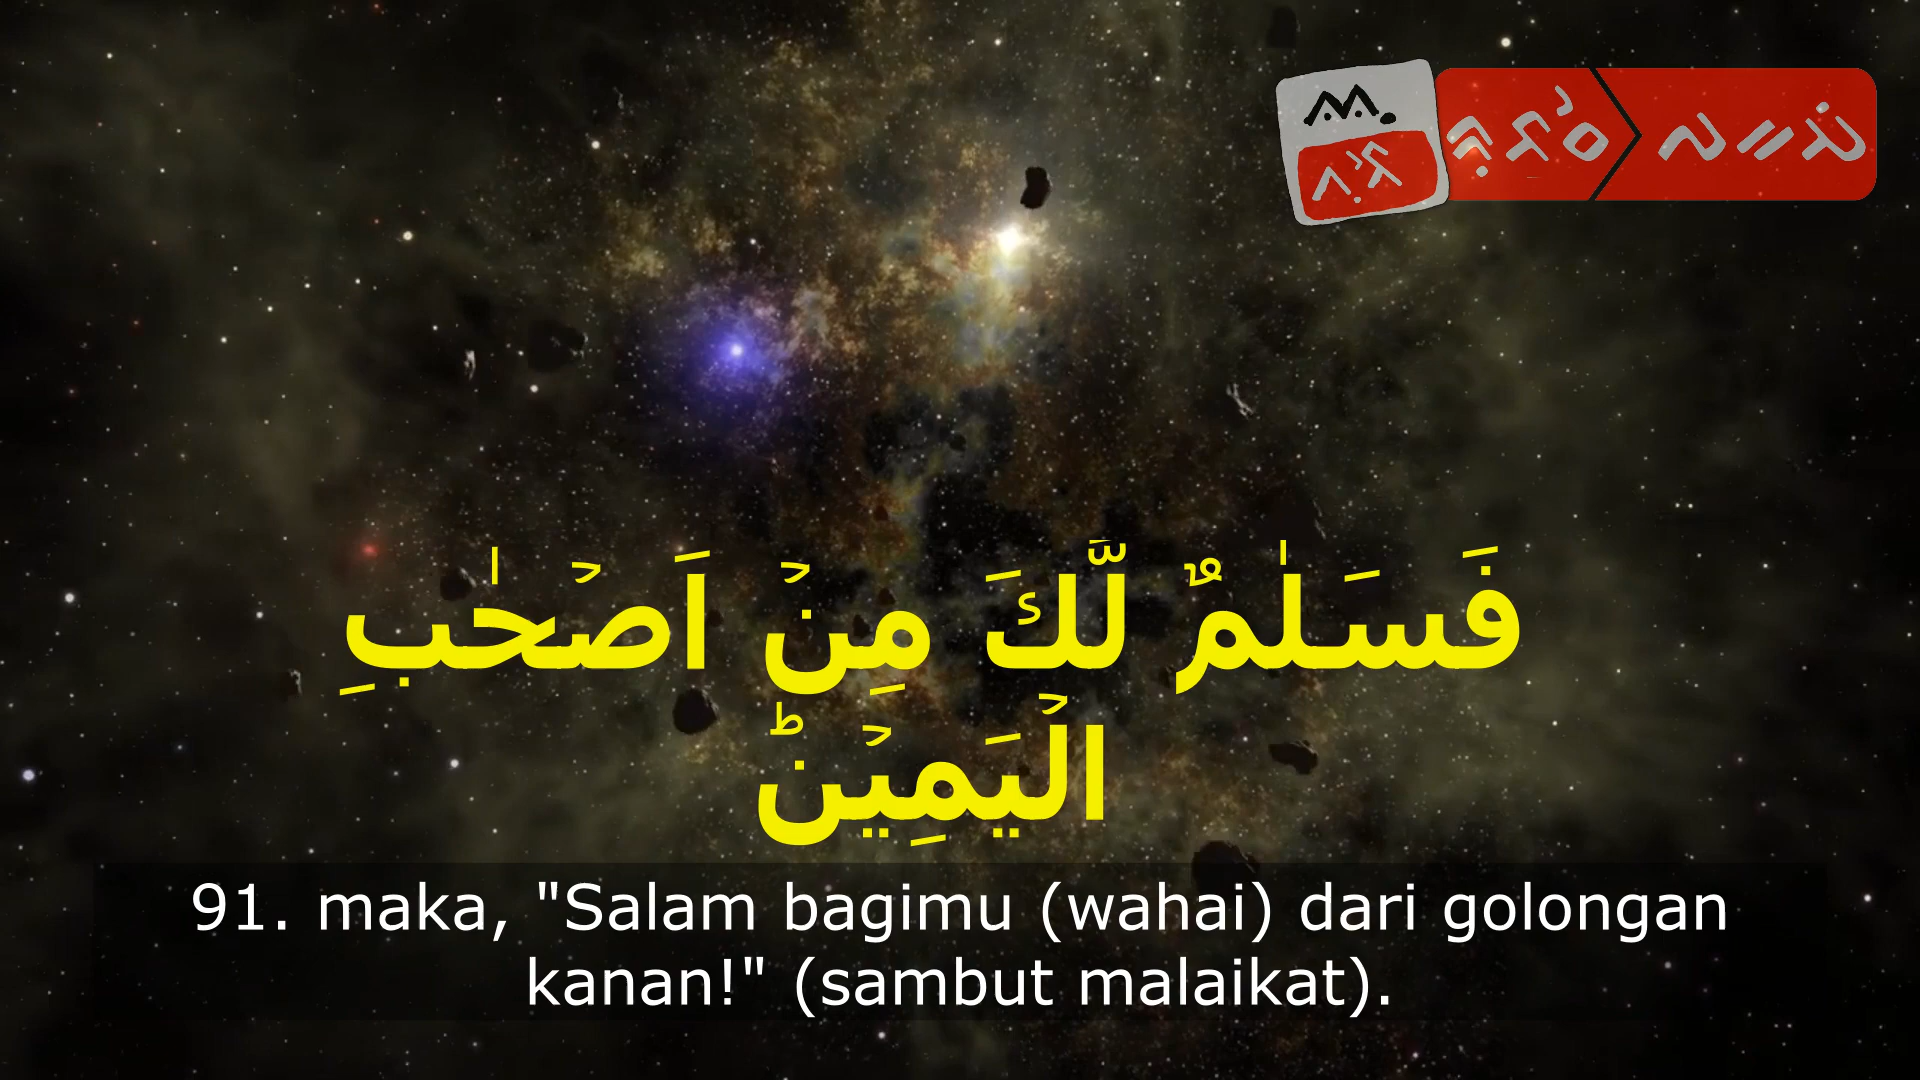 فَسَلٰمٌ لَّكَ مِنۡ اَصۡحٰبِ
الۡيَمِيۡنِؕ
91. maka, "Salam bagimu (wahai) dari golongan
kanan!" (sambut malaikat).